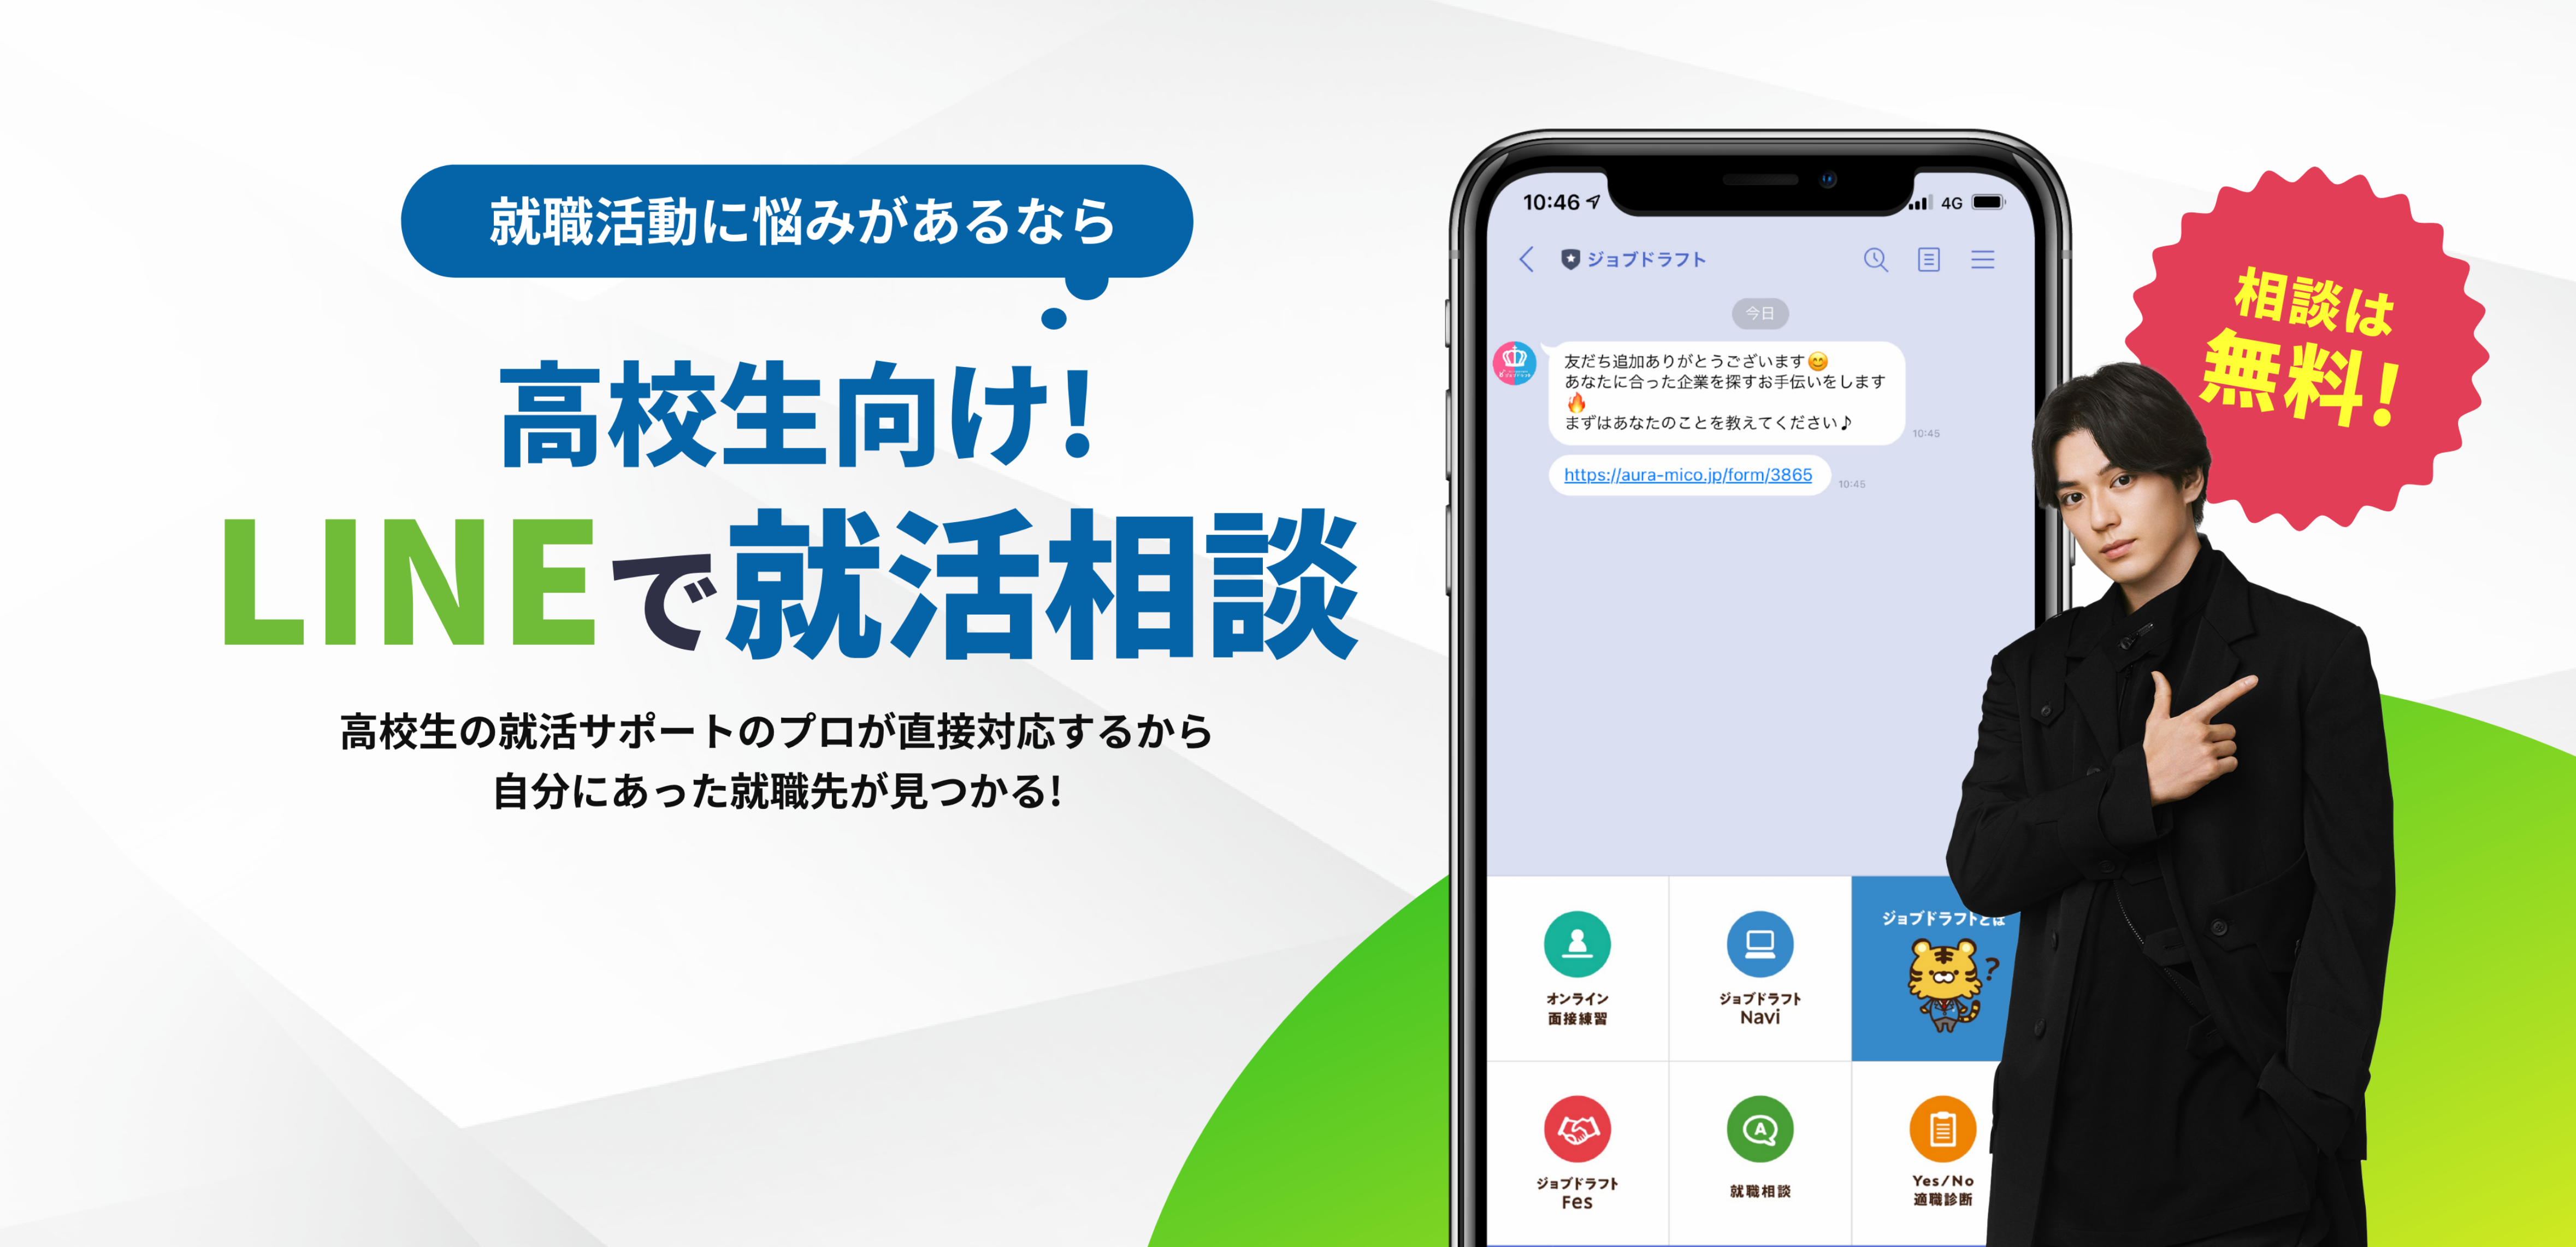 就職活動に悩みがあるなら
高校生向け!
LINEで就活相談
高校生の就活サポートのプロが直接対応するから
自分にあった就職先が見つかる!
10:46
4G
ジョブドラフト
今日
友だち追加ありがとうございます😊
あなたに合った企業を探すお手伝いをします
🔥
まずはあなたのことを教えてください♪
10:45
https://aura-mico.jp/form/3865
10:45
オンライン
面接練習
ジョブドラフト
Navi
ジョブドラフトとは
?
ジョブドラフト
Fes
A
就職相談
Yes/No
適職診断
相談は
無料!